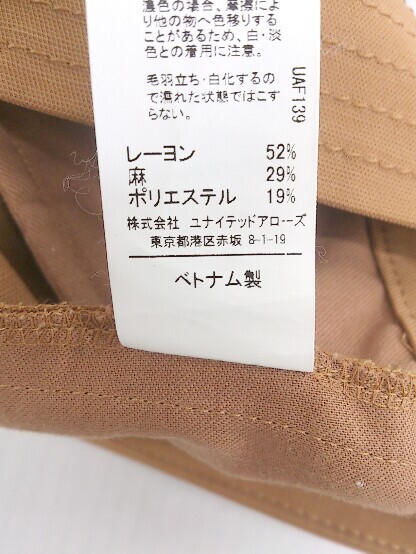 濃色の場合、摩擦によ
り他の物へ色移りする
ことがあるため、白・淡
色との着用に注意。
毛羽立ち・白化するの
で濡れた状態ではこす
らない。
UAF139
レーヨン 52%
麻 29%
ポリエステル 19%
株式会社 ユナイテッドアローズ
東京都港区赤坂 8-1-19
ベトナム製